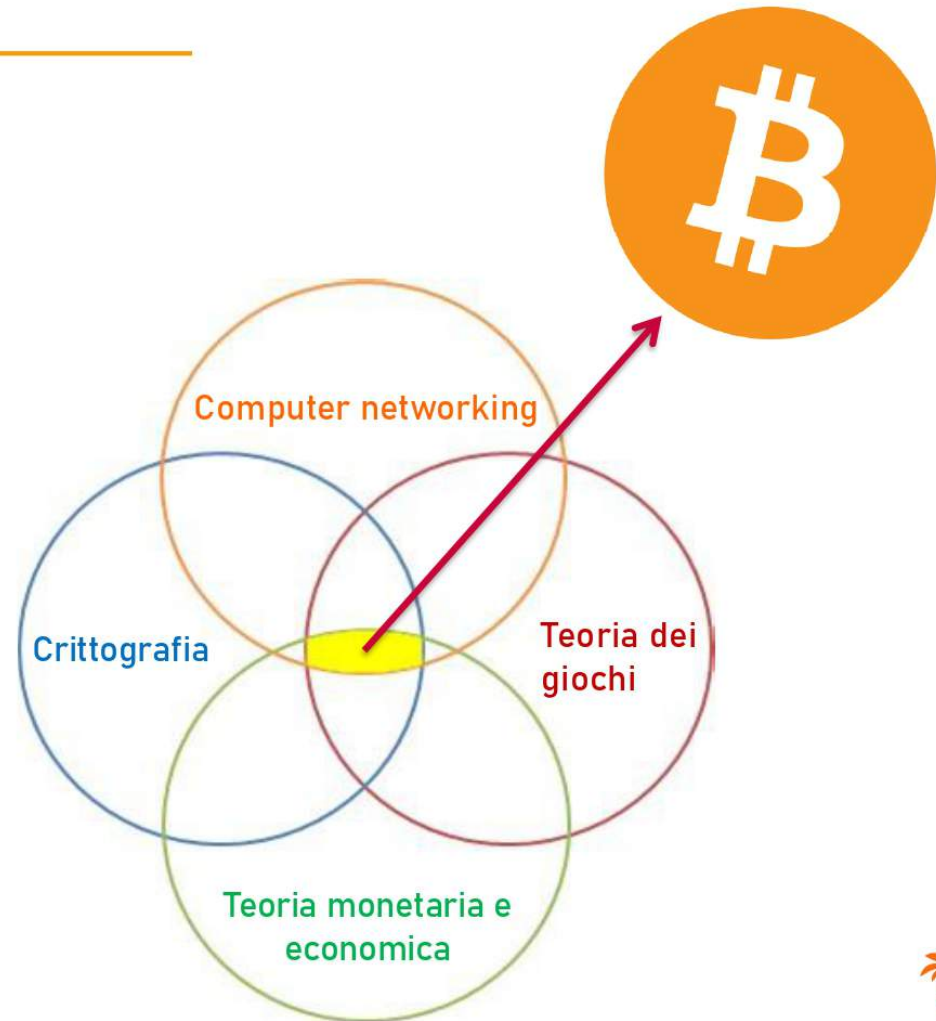 Computer networking
Crittografia
Teoria dei
giochi
Teoria monetaria e
economica